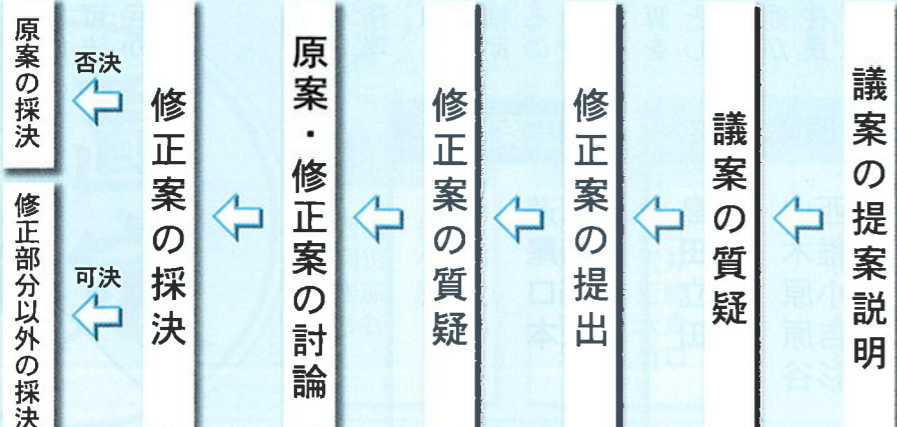 議案の提案説明
議案の質疑
修正案の提出
修正案の質疑
原案・修正案の討論
修正案の採決
否決
原案の採決
可決
修正部分以外の採決